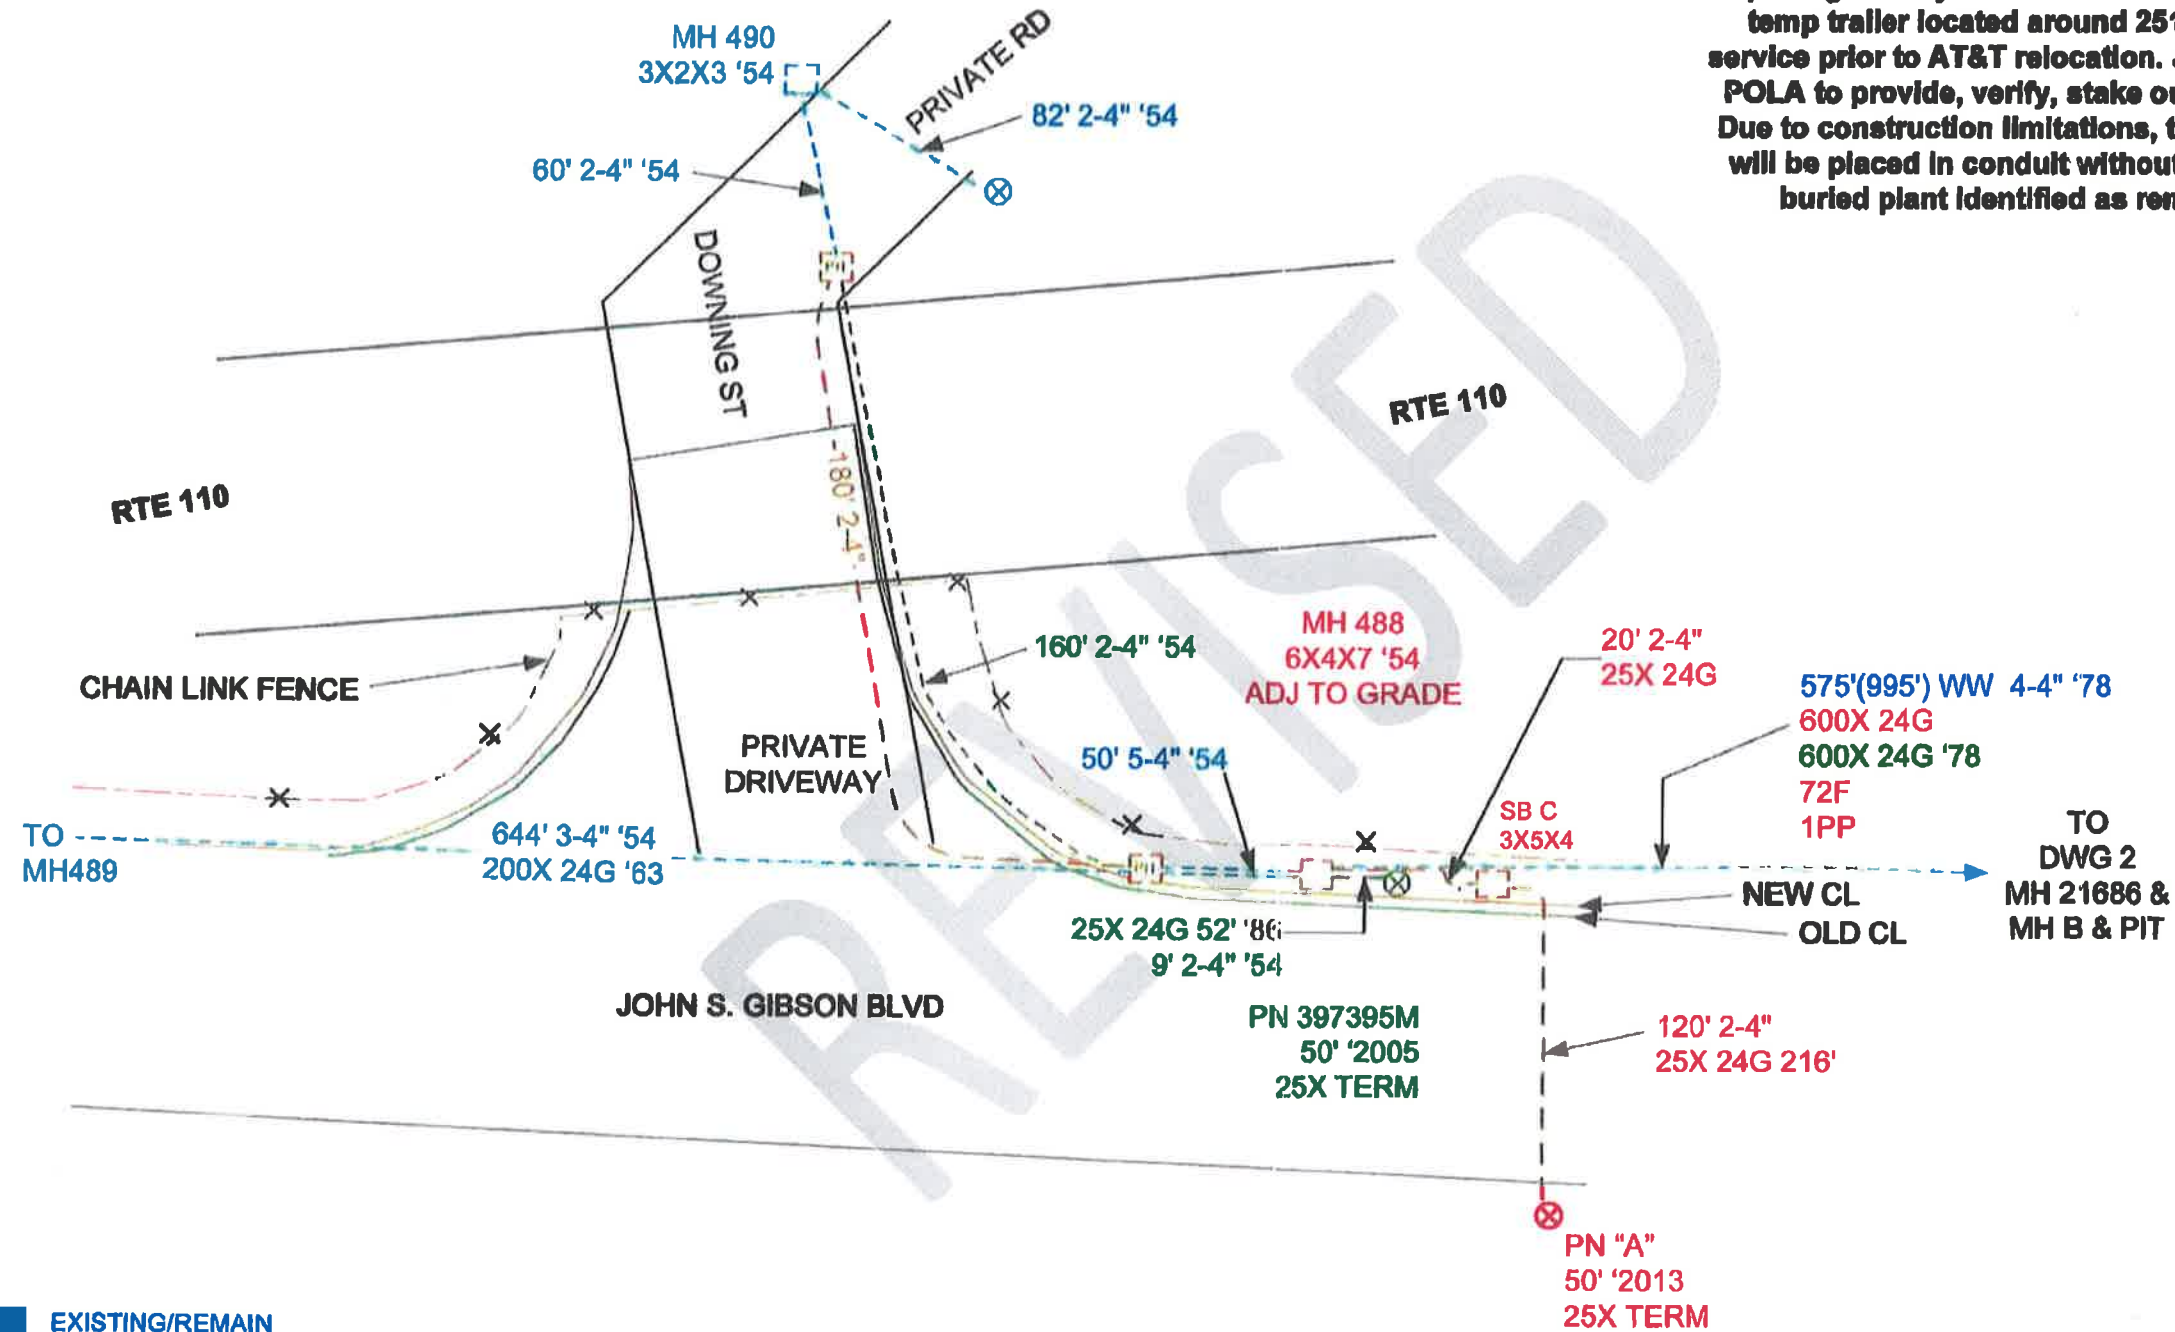 temp trailer located around
service prior to AT&T relocation.
POLA to provide, verify, stake
Due to construction limitations,
will be placed in conduit without
buried plant identified as
MH 490
3X2X3 '54
PRIVATE RD
82' 2-4" '54
60' 2-4" '54
DOWNING ST
RTE 110
RTE 110
180' 2-4"
CHAIN LINK FENCE
160' 2-4" '54
MH 488
6X4X7 '54
ADJ TO GRADE
20' 2-4"
25X 24G
575'(995') WW 4-4" '78
600X 24G
600X 24G '78
72F
1PP
PRIVATE
DRIVEWAY
50' 5-4" '54
SB C
3X5X4
TO
MH489
644' 3-4" '54
200X 24G '63
TO
DWG 2
MH 21686 &
MH B & PIT
NEW CL
OLD CL
25X 24G 52' '86
9' 2-4" '54
JOHN S. GIBSON BLVD
PN 397395M
50' '2005
25X TERM
120' 2-4"
25X 24G 216'
PN "A"
50' '2013
25X TERM
EXISTING/REMAIN
REVISED